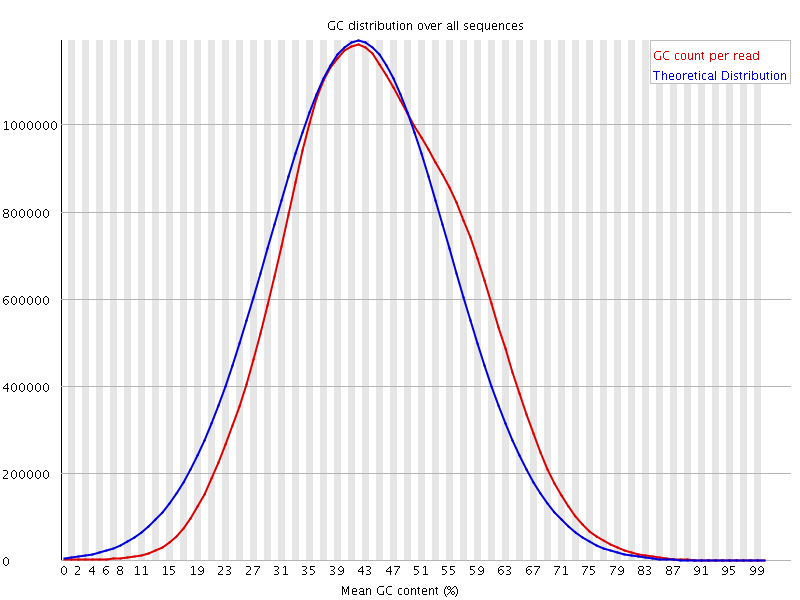 GC distribution over all sequences
GC count per read
Theoretical Distribution
1000000
800000
600000
400000
200000
0
0 2 4 6 8 11 15 19 23 27 31 35 39 43 47 51 55 59 63 67 71 75 79 83 87 91 95 99
Mean GC content (%)